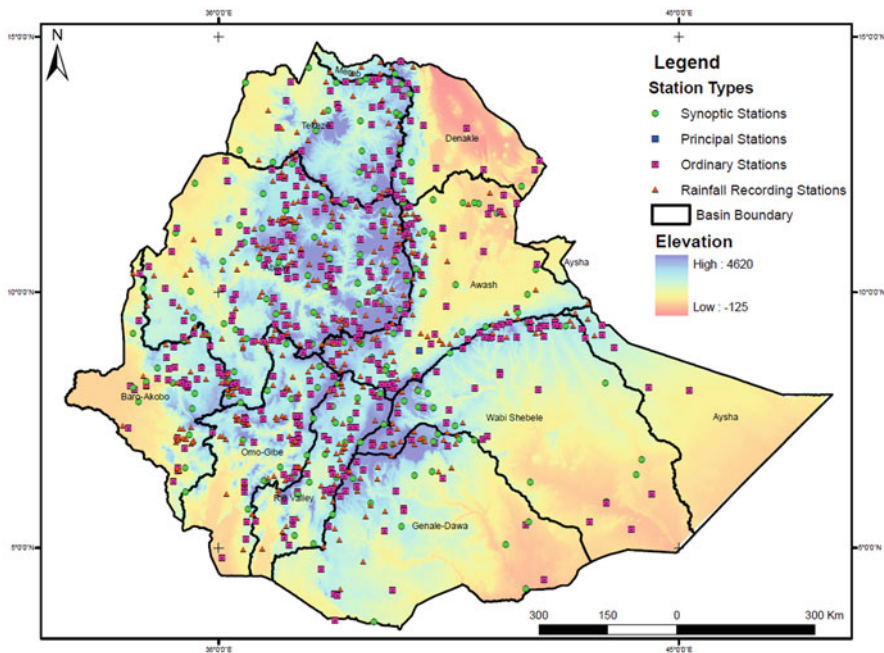 36°0'0"E
45°0'0"E
15°0'0"N
15°0'0"N
N
Mereb
Tekeze
Denakle
Legend
Station Types
Synoptic Stations
Principal Stations
Ordinary Stations
Rainfall Recording Stations
Basin Boundary
Elevation
High : 4620
Low : -125
Aysha
Awash
10°0'0"N
10°0'0"N
Baro-Akobo
Wabi Shebele
Aysha
Omo-Gibe
Rift Valley
Genale-Dawa
5°0'0"N
5°0'0"N
300 150 0 300 Km
36°0'0"E
45°0'0"E